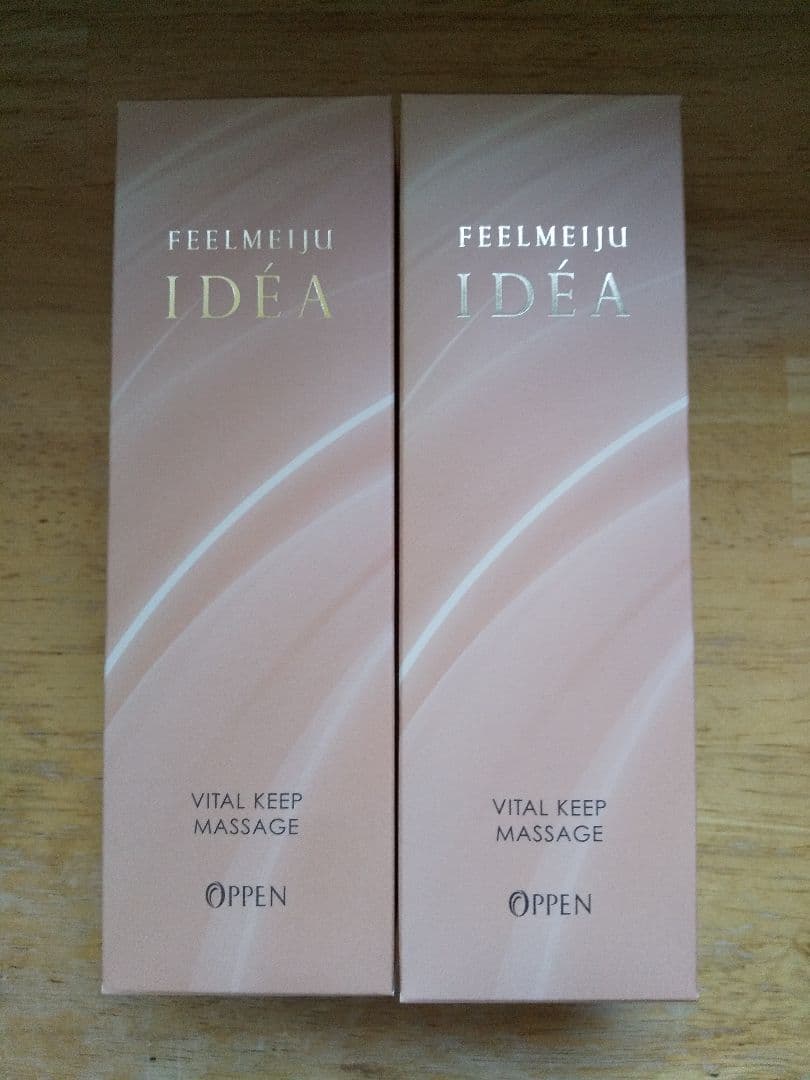 FEELMEIJU
IDÉA
VITAL KEEP
MASSAGE
OPPEN
FEELMEIJU
IDÉA
VITAL KEEP
MASSAGE
OPPEN